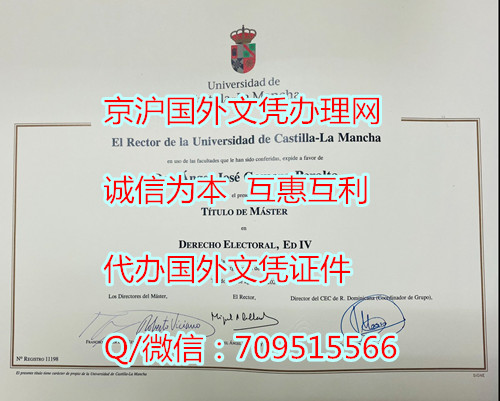 Universidad de
京沪国外文凭办理网
El Rector de la Universidad de Castilla-La Mancha
en uso de las facultades que le han sido conferidas, expide a favor de
José
诚信为本 互惠互利
TÍTULO DE MÁSTER
en
DERECHO ELECTORAL, ED IV
代办国外文凭证件
Los Directores del Máster,
El Rector,
Director del CEC de R. Dominicana (Coordinador de Grupo),
Roberto Viciano
Q/微信：709515566
Nº REGISTRO 11198
El presente título tiene carácter de propio de la Universidad de Castilla-La Mancha